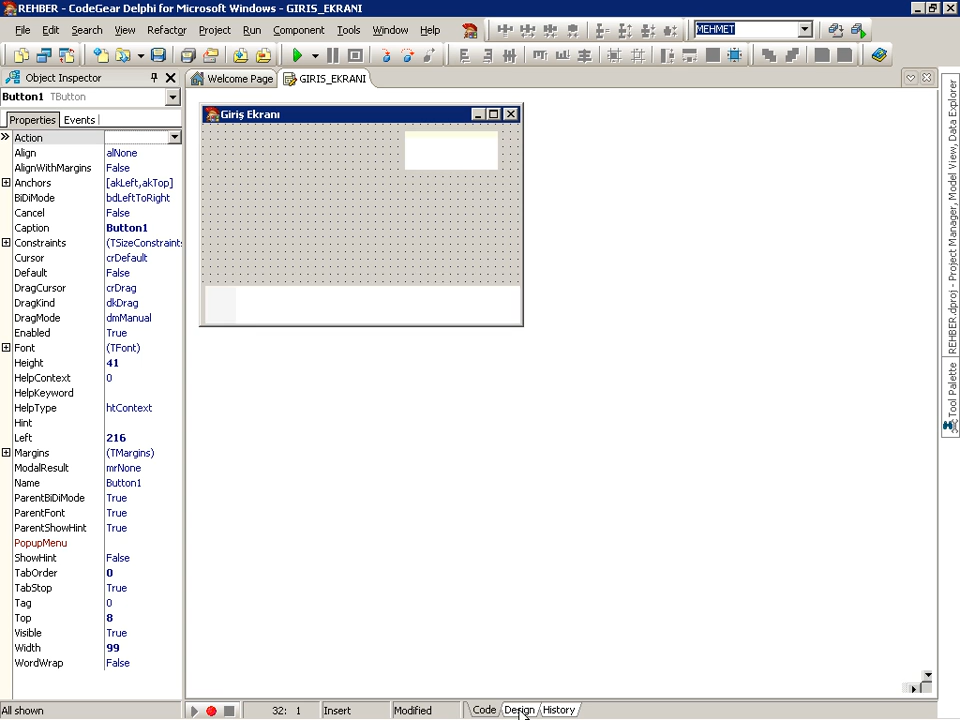 REHBER - CodeGear Delphi for Microsoft Windows - GIRIS_EKRANI
File Edit Search View Refactor Project Run Component Tools Window Help
MEHMET
Object Inspector
Welcome Page
GIRIS_EKRANI
Button1 TButton
Properties Events
Action
Align alNone
AlignWithMargins False
Anchors [akLeft,akTop]
BiDiMode bdLeftToRight
Cancel False
Caption Button1
Constraints (TSizeConstraints
Cursor crDefault
Default False
DragCursor crDrag
DragKind dkDrag
DragMode dmManual
Enabled True
Font (TFont)
Height 41
HelpContext 0
HelpKeyword
HelpType htContext
Hint
Left 216
Margins (TMargins)
ModalResult mrNone
Name Button1
ParentBiDiMode True
ParentFont True
ParentShowHint True
PopupMenu
ShowHint False
TabOrder 0
TabStop True
Tag 0
Top 8
Visible True
Width 99
WordWrap False
All shown
Giriş Ekranı
32: 1 Insert Modified Code Design History
REHBER.dproj - Project Manager, Model View, Data Explorer
Tool Palette